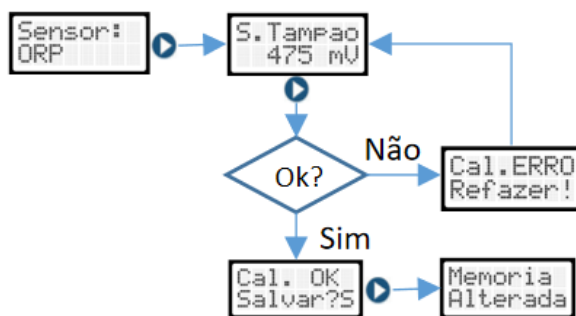 Sensor:
ORP
S.Tampao
475 mV
Ok?
Não
Cal.ERRO
Refazer!
Sim
Cal. OK
Salvar?S
Memoria
Alterada